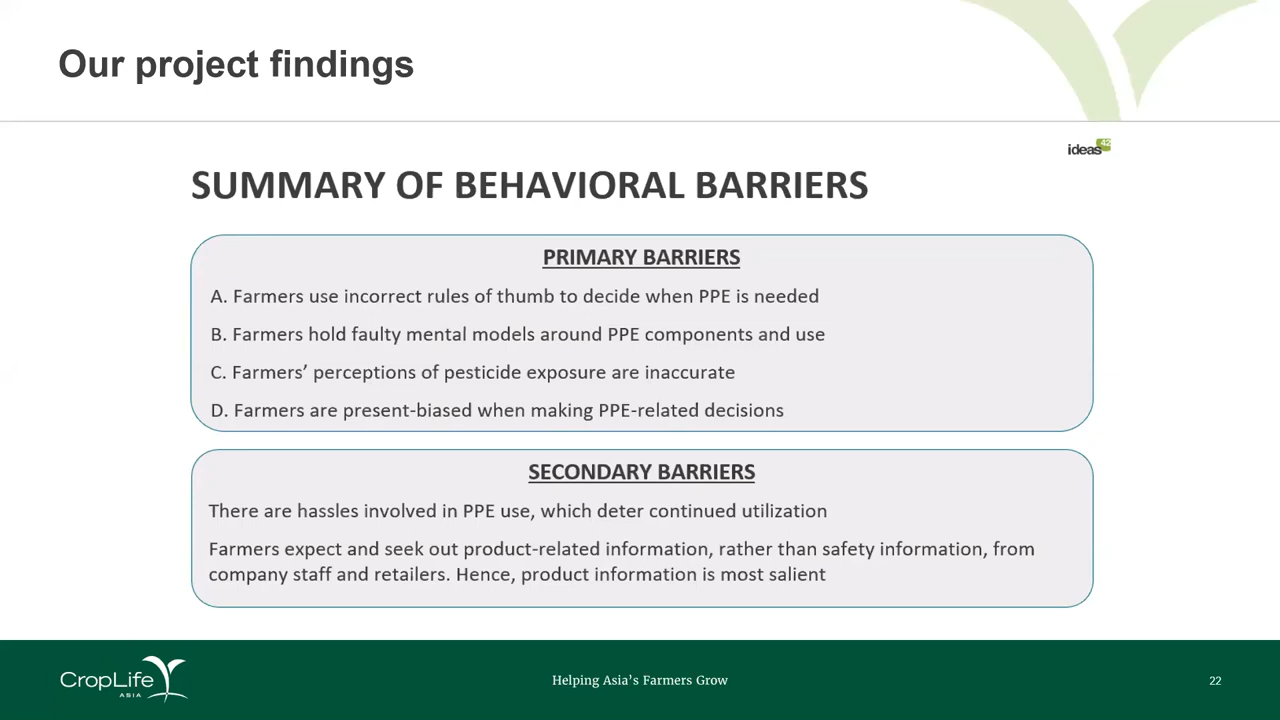 Our project findings
ideas42
SUMMARY OF BEHAVIORAL BARRIERS
PRIMARY BARRIERS
A. Farmers use incorrect rules of thumb to decide when PPE is needed
B. Farmers hold faulty mental models around PPE components and use
C. Farmers’ perceptions of pesticide exposure are inaccurate
D. Farmers are present-biased when making PPE-related decisions
SECONDARY BARRIERS
There are hassles involved in PPE use, which deter continued utilization
Farmers expect and seek out product-related information, rather than safety information, from
company staff and retailers. Hence, product information is most salient
CropLife
ASIA
Helping Asia’s Farmers Grow
22